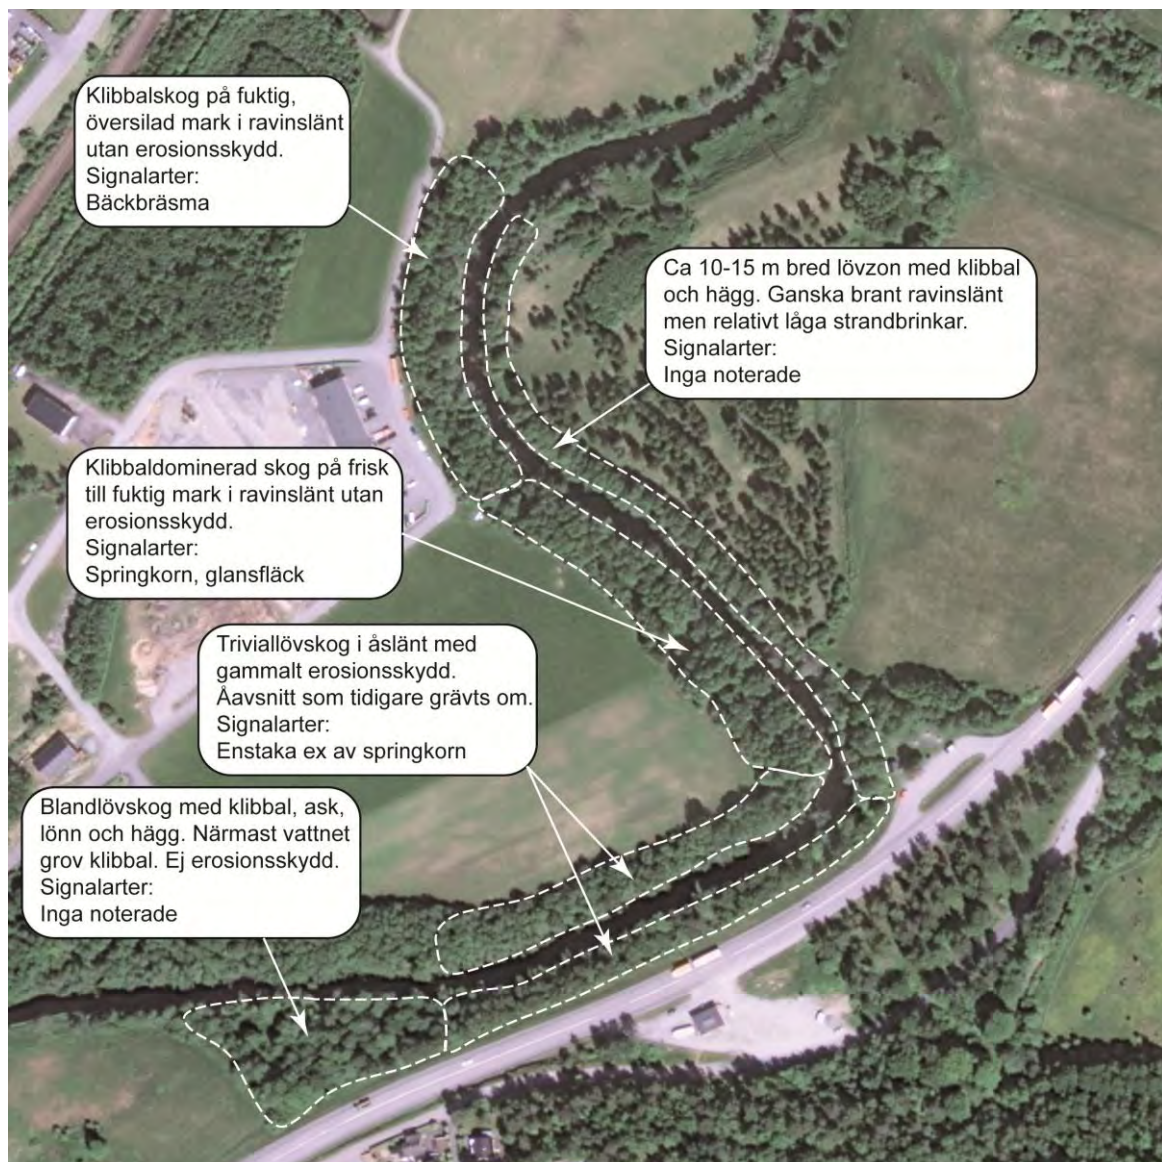 Klibbalskog på fuktig,
översilad mark i ravinslänt
utan erosionsskydd.
Signalarter:
Bäckbräsma
Ca 10-15 m bred lövzon med klibbal
och hägg. Ganska brant ravinslänt
men relativt låga strandbrinkar.
Signalarter:
Inga noterade
Klibbaldominerad skog på frisk
till fuktig mark i ravinslänt utan
erosionsskydd.
Signalarter:
Springkorn, glansfläck
Triviallövskog i åslänt med
gammalt erosionsskydd.
Åavsnitt som tidigare grävts om.
Signalarter:
Enstaka ex av springkorn
Blandlövskog med klibbal, ask,
lönn och hägg. Närmast vattnet
grov klibbal. Ej erosionsskydd.
Signalarter:
Inga noterade